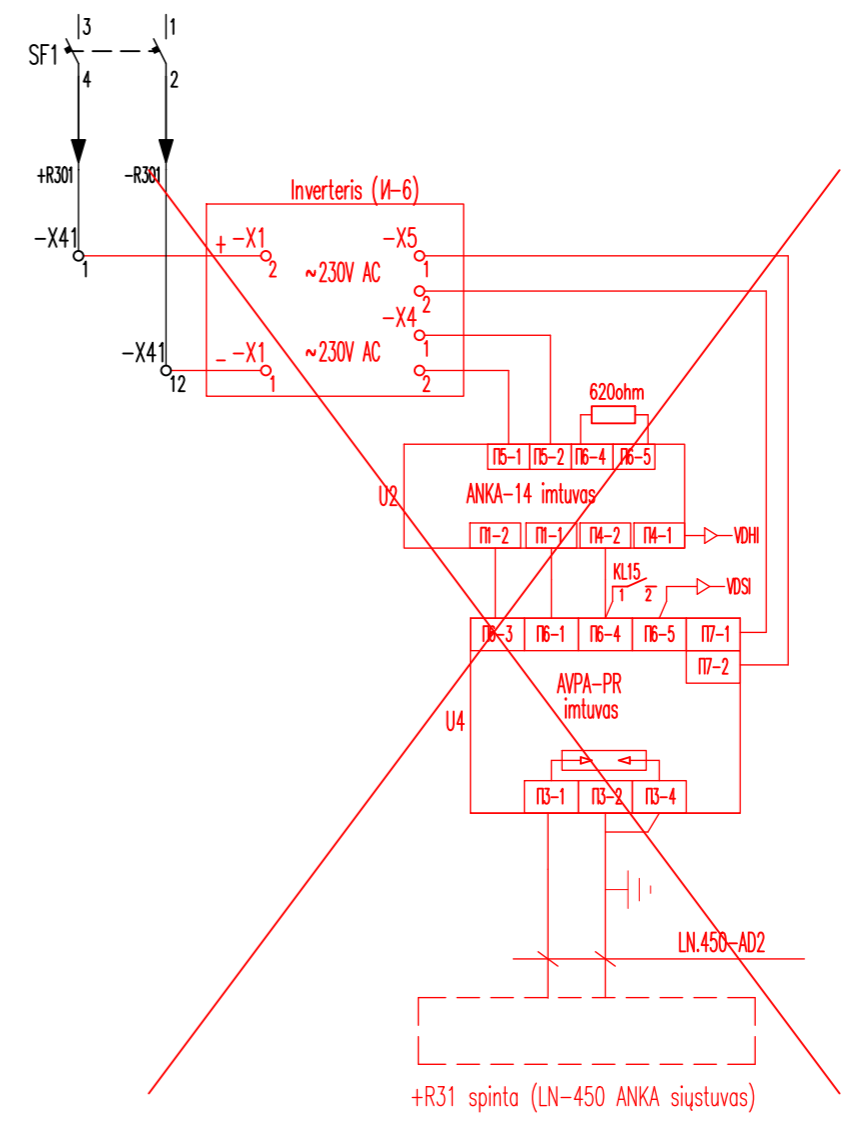 3 1
SF1
4 2
+R301 -R301
Inverteris (И-6)
-X41 + -X1 -X5
1 2 ~230V AC 1
2
-X4
-X41 - -X1 ~230V AC 1
12 1 2
620ohm
П5-1 П5-2 П6-4 П6-5
U2 ANKA-14 imtuvas
П1-2 П1-1 П4-2 П4-1 VDHI
KL15
1 2 VDSI
П6-3 П6-1 П6-4 П6-5 П7-1
П7-2
AVPA-PR
imtuvas
U4
П3-1 П3-2 П3-4
LN.450-AD2
+R31 spinta (LN-450 ANKA siųstuvas)